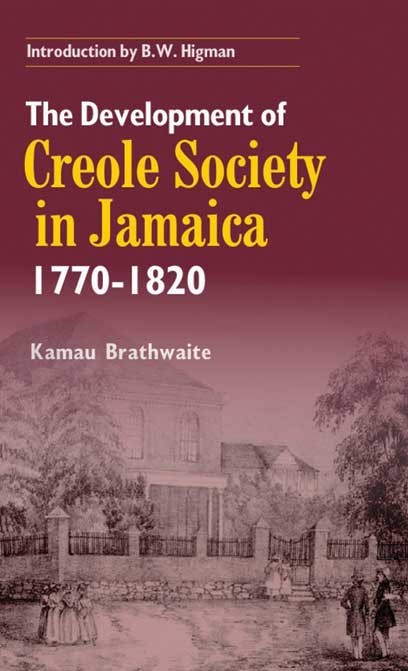 Introduction by B.W. Higman
The Development of
Creole Society
in Jamaica
1770-1820
Kamau Brathwaite